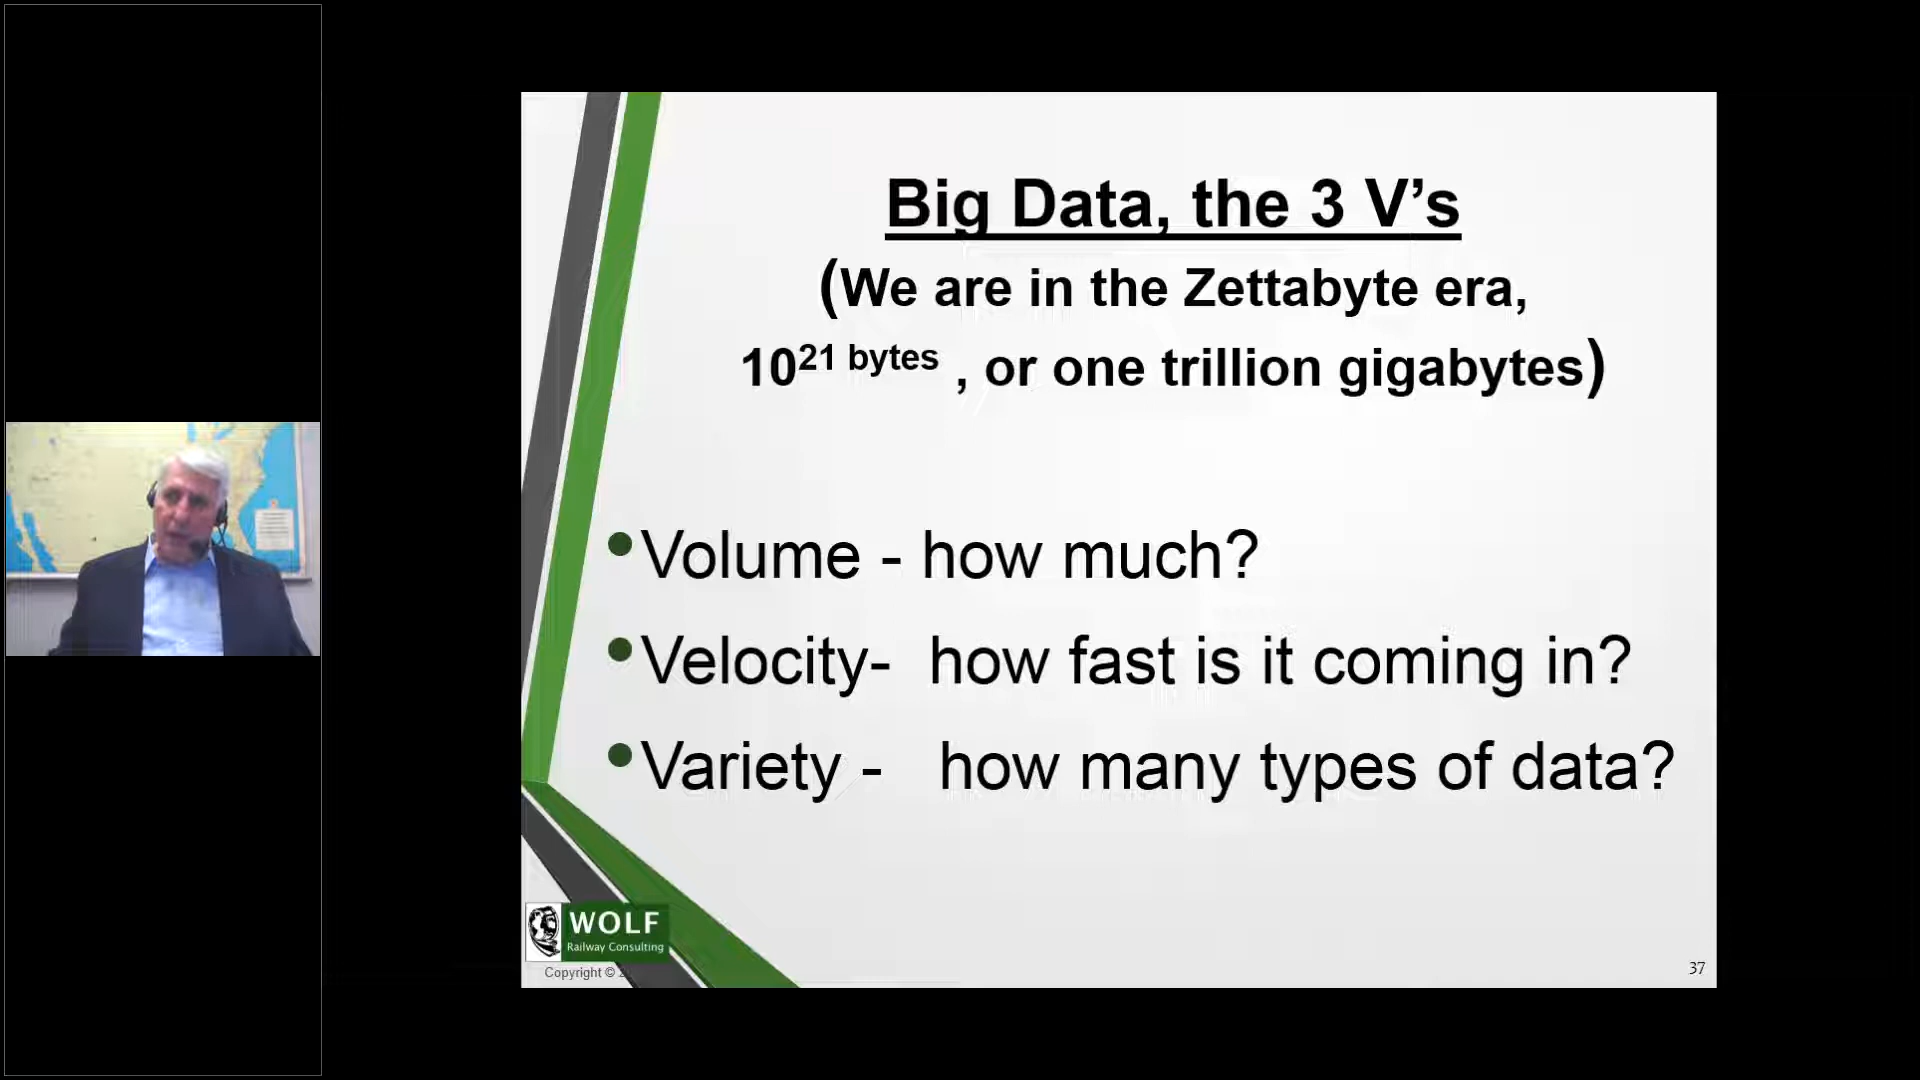 Big Data, the 3 V’s
(We are in the Zettabyte era,
10²¹ ᵇʸᵗᵉˢ , or one trillion gigabytes)
•Volume - how much?
•Velocity- how fast is it coming in?
•Variety - how many types of data?
WOLF
Railway Consulting
Copyright ©
37